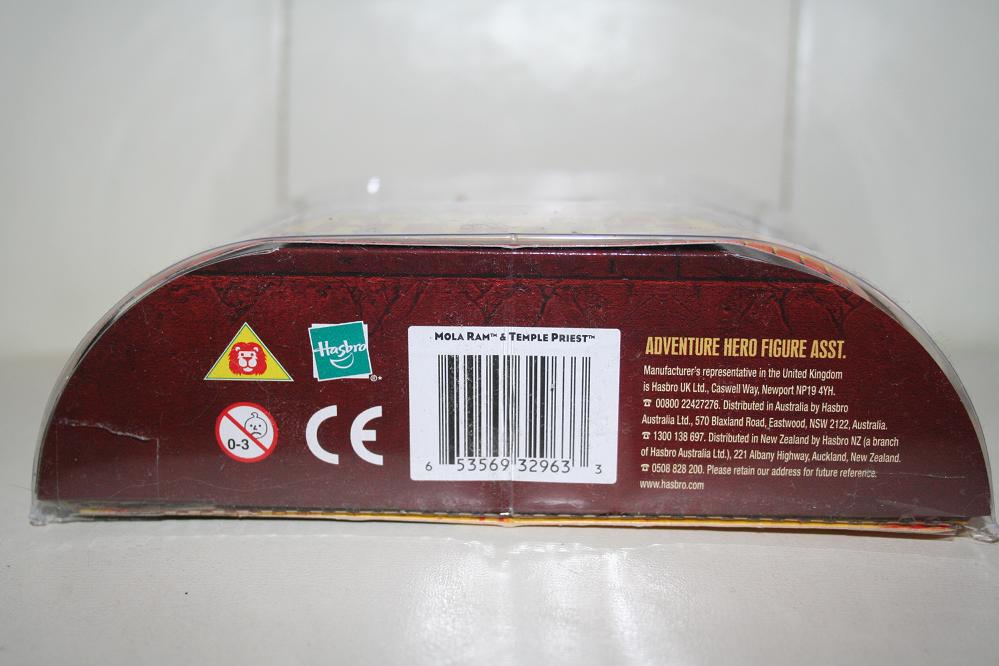 Hasbro
®*
0-3
CE
MOLA RAM™ & TEMPLE PRIEST™
6 53569 32963 3
ADVENTURE HERO FIGURE ASST.
Manufacturer's representative in the United Kingdom
is Hasbro UK Ltd., Caswell Way, Newport NP19 4YH.
☎ 00800 22427276. Distributed in Australia by Hasbro
Australia Ltd., 570 Blaxland Road, Eastwood, NSW 2122, Australia.
☎ 1300 138 697. Distributed in New Zealand by Hasbro NZ (a branch
of Hasbro Australia Ltd.), 221 Albany Highway, Auckland, New Zealand.
☎ 0508 828 200. Please retain our address for future reference.
www.hasbro.com